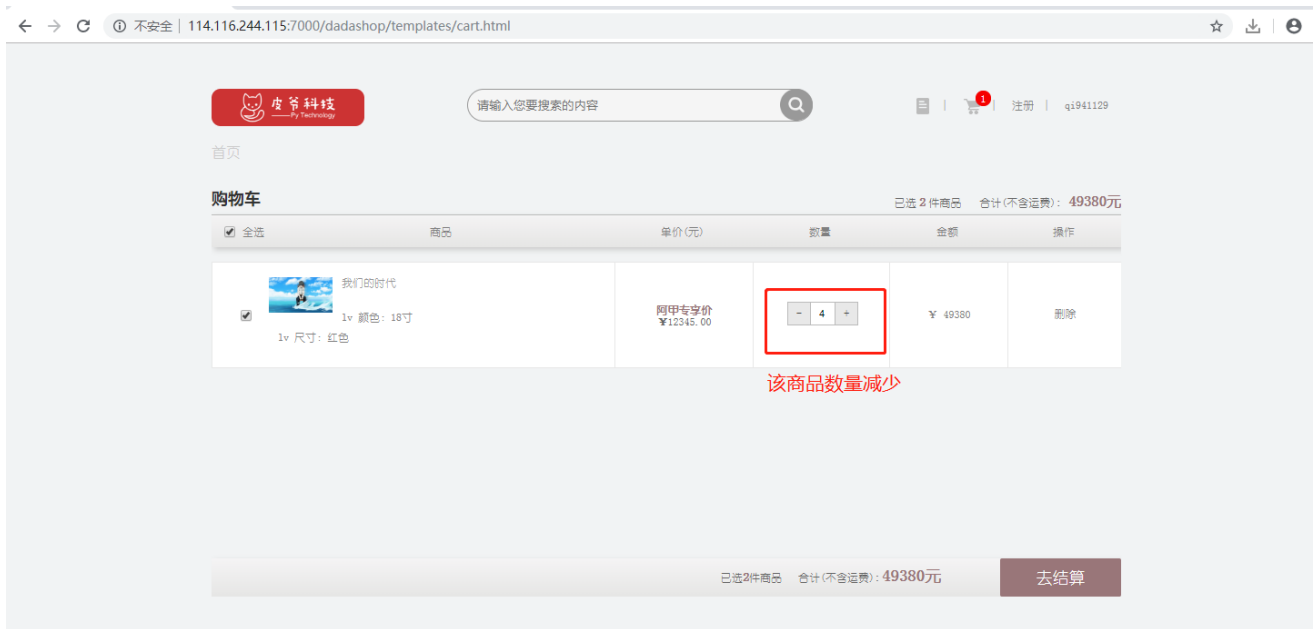 不安全 | 114.116.244.115:7000/dadashop/templates/cart.html
皮爷科技
Py Technology
请输入您要搜索的内容
1
注册 | qi941129
首页
购物车
已选 2 件商品 合计(不含运费): 49380元
全选 商品 单价(元) 数量 金额 操作
我们的时代
lv 颜色: 18寸
lv 尺寸: 红色
阿甲专享价
¥12345.00
- 4 +
¥ 49380
删除
该商品数量减少
已选2件商品 合计(不含运费): 49380元
去结算